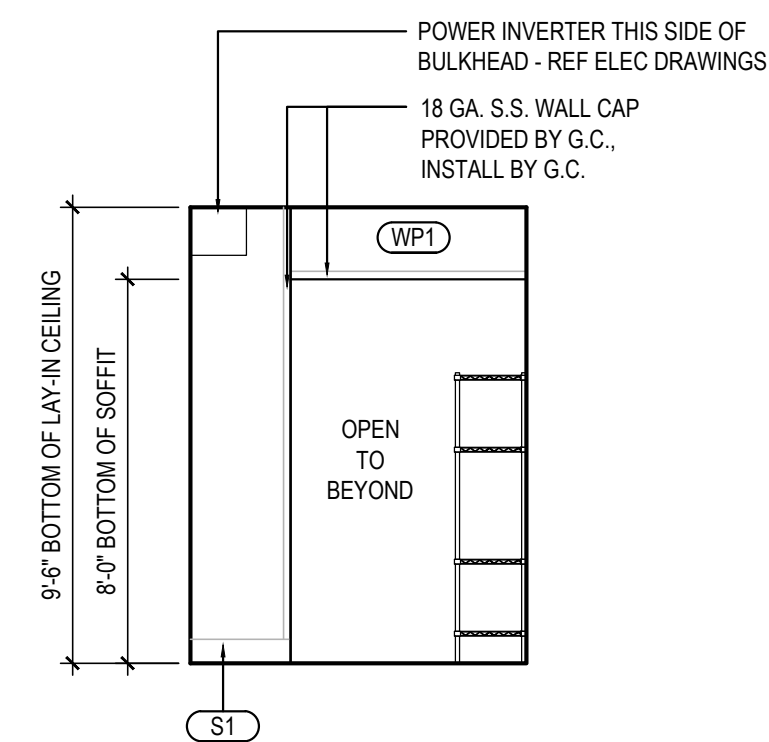 POWER INVERTER THIS SIDE OF
BULKHEAD - REF ELEC DRAWINGS
18 GA. S.S. WALL CAP
PROVIDED BY G.C.,
INSTALL BY G.C.
WP1
9'-6" BOTTOM OF LAY-IN CEILING
8'-0" BOTTOM OF SOFFIT
OPEN
TO
BEYOND
S1